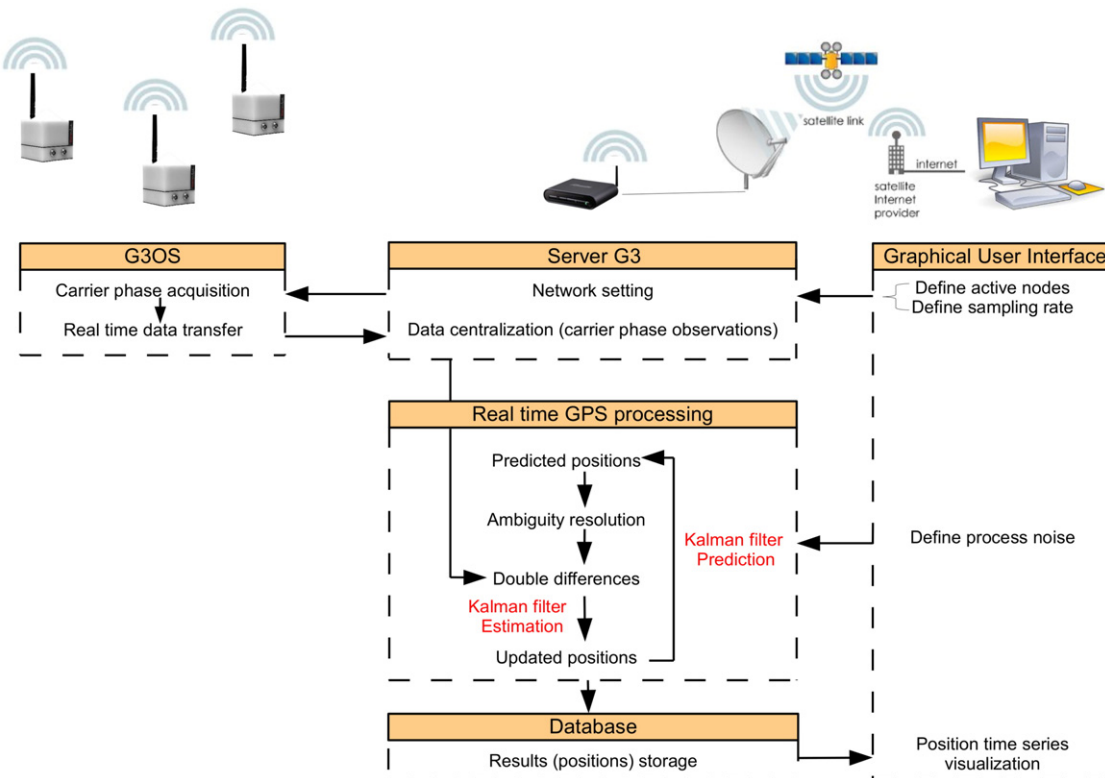 satellite link
internet
satellite
Internet
provider
G3OS
Carrier phase acquisition
Real time data transfer
Server G3
Network setting
Data centralization (carrier phase observations)
Graphical User Interface
Define active nodes
Define sampling rate
Real time GPS processing
Predicted positions
Ambiguity resolution
Double differences
Kalman filter
Estimation
Updated positions
Kalman filter
Prediction
Define process noise
Database
Results (positions) storage
Position time series
visualization